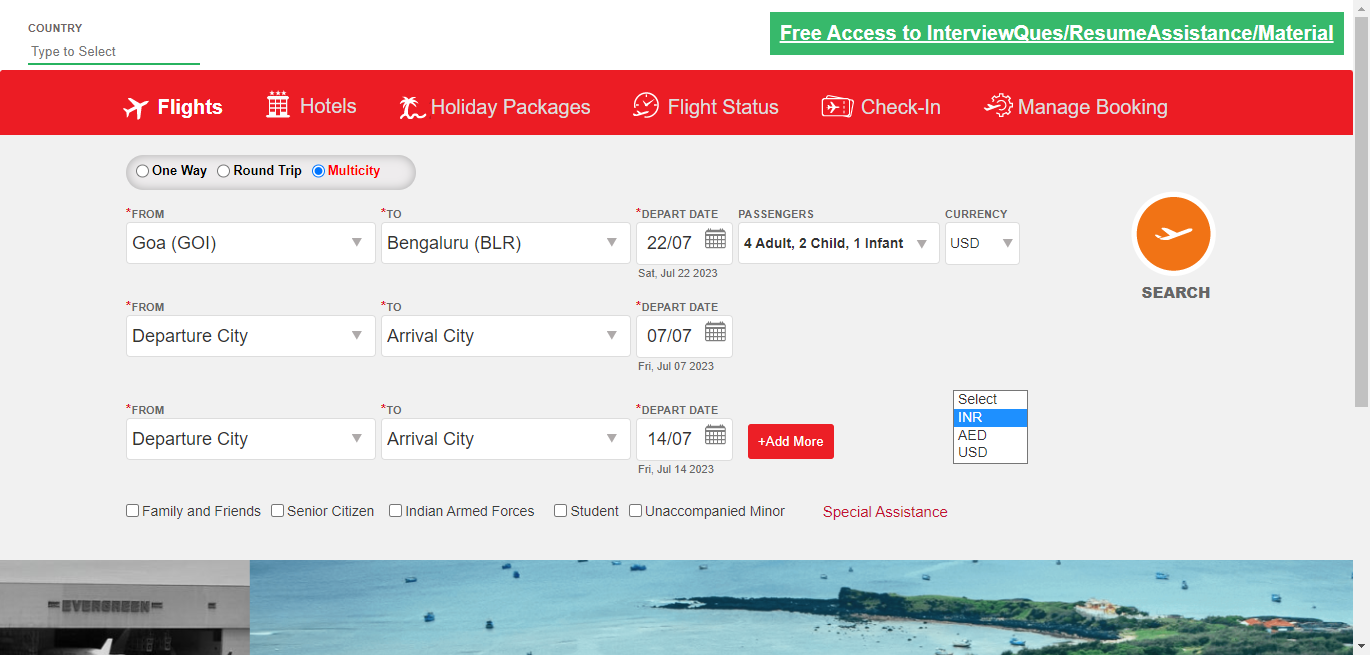 COUNTRY
Type to Select
Free Access to InterviewQues/ResumeAssistance/Material
Flights Hotels Holiday Packages Flight Status Check-In Manage Booking
One Way Round Trip Multicity
*FROM *TO *DEPART DATE PASSENGERS CURRENCY
Goa (GOI) Bengaluru (BLR) 22/07 4 Adult, 2 Child, 1 Infant USD
Sat, Jul 22 2023
SEARCH
*FROM *TO *DEPART DATE
Departure City Arrival City 07/07
Fri, Jul 07 2023
*FROM *TO *DEPART DATE
Departure City Arrival City 14/07 +Add More
Fri, Jul 14 2023
Select
INR
AED
USD
Family and Friends Senior Citizen Indian Armed Forces Student Unaccompanied Minor Special Assistance
EVERGREEN